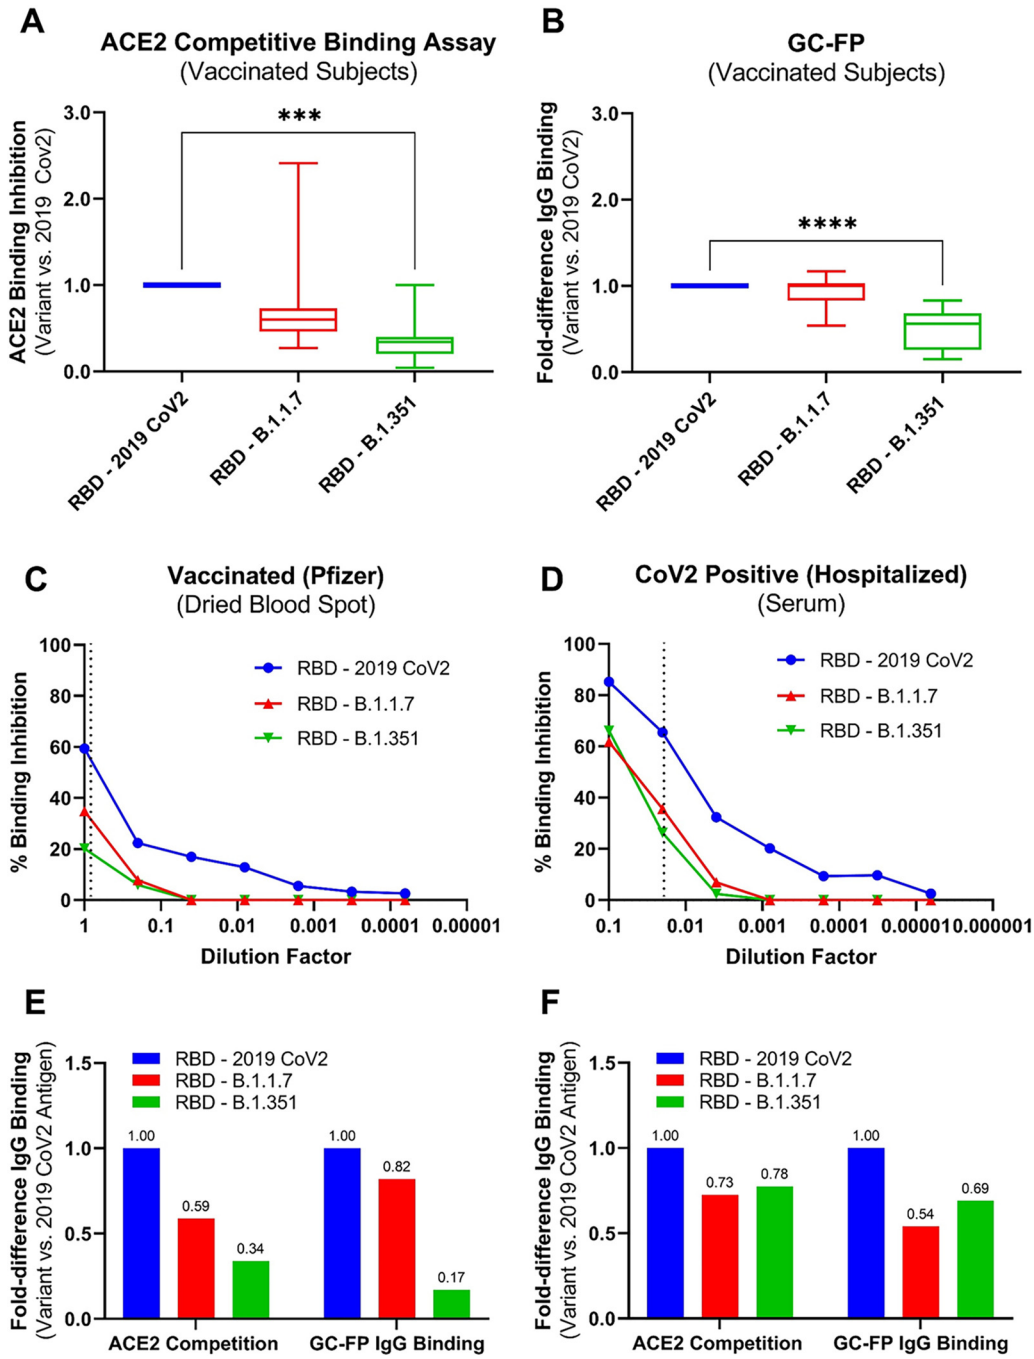 A
ACE2 Competitive Binding Assay
(Vaccinated Subjects)
ACE2 Binding Inhibition
(Variant vs. 2019 Cov2)
3.0
2.0
1.0
0.0
***
RBD - 2019 CoV2
RBD - B.1.1.7
RBD - B.1.351
B
GC-FP
(Vaccinated Subjects)
Fold-difference IgG Binding
(Variant vs. 2019 CoV2)
3.0
2.0
1.0
0.0
****
RBD - 2019 CoV2
RBD - B.1.1.7
RBD - B.1.351
C
Vaccinated (Pfizer)
(Dried Blood Spot)
% Binding Inhibition
100
80
60
40
20
0
RBD - 2019 CoV2
RBD - B.1.1.7
RBD - B.1.351
1
0.1
0.01
0.001
0.0001
0.00001
Dilution Factor
D
CoV2 Positive (Hospitalized)
(Serum)
% Binding Inhibition
100
80
60
40
20
0
RBD - 2019 CoV2
RBD - B.1.1.7
RBD - B.1.351
0.1
0.01
0.001
0.0001
0.00001
0.000001
Dilution Factor
E
Fold-difference IgG Binding
(Variant vs. 2019 CoV2 Antigen)
1.5
1.0
0.5
0.0
RBD - 2019 CoV2
RBD - B.1.1.7
RBD - B.1.351
1.00
0.59
0.34
1.00
0.82
0.17
ACE2 Competition
GC-FP IgG Binding
F
Fold-difference IgG Binding
(Variant vs. 2019 CoV2 Antigen)
1.5
1.0
0.5
0.0
RBD - 2019 CoV2
RBD - B.1.1.7
RBD - B.1.351
1.00
0.73
0.78
1.00
0.54
0.69
ACE2 Competition
GC-FP IgG Binding